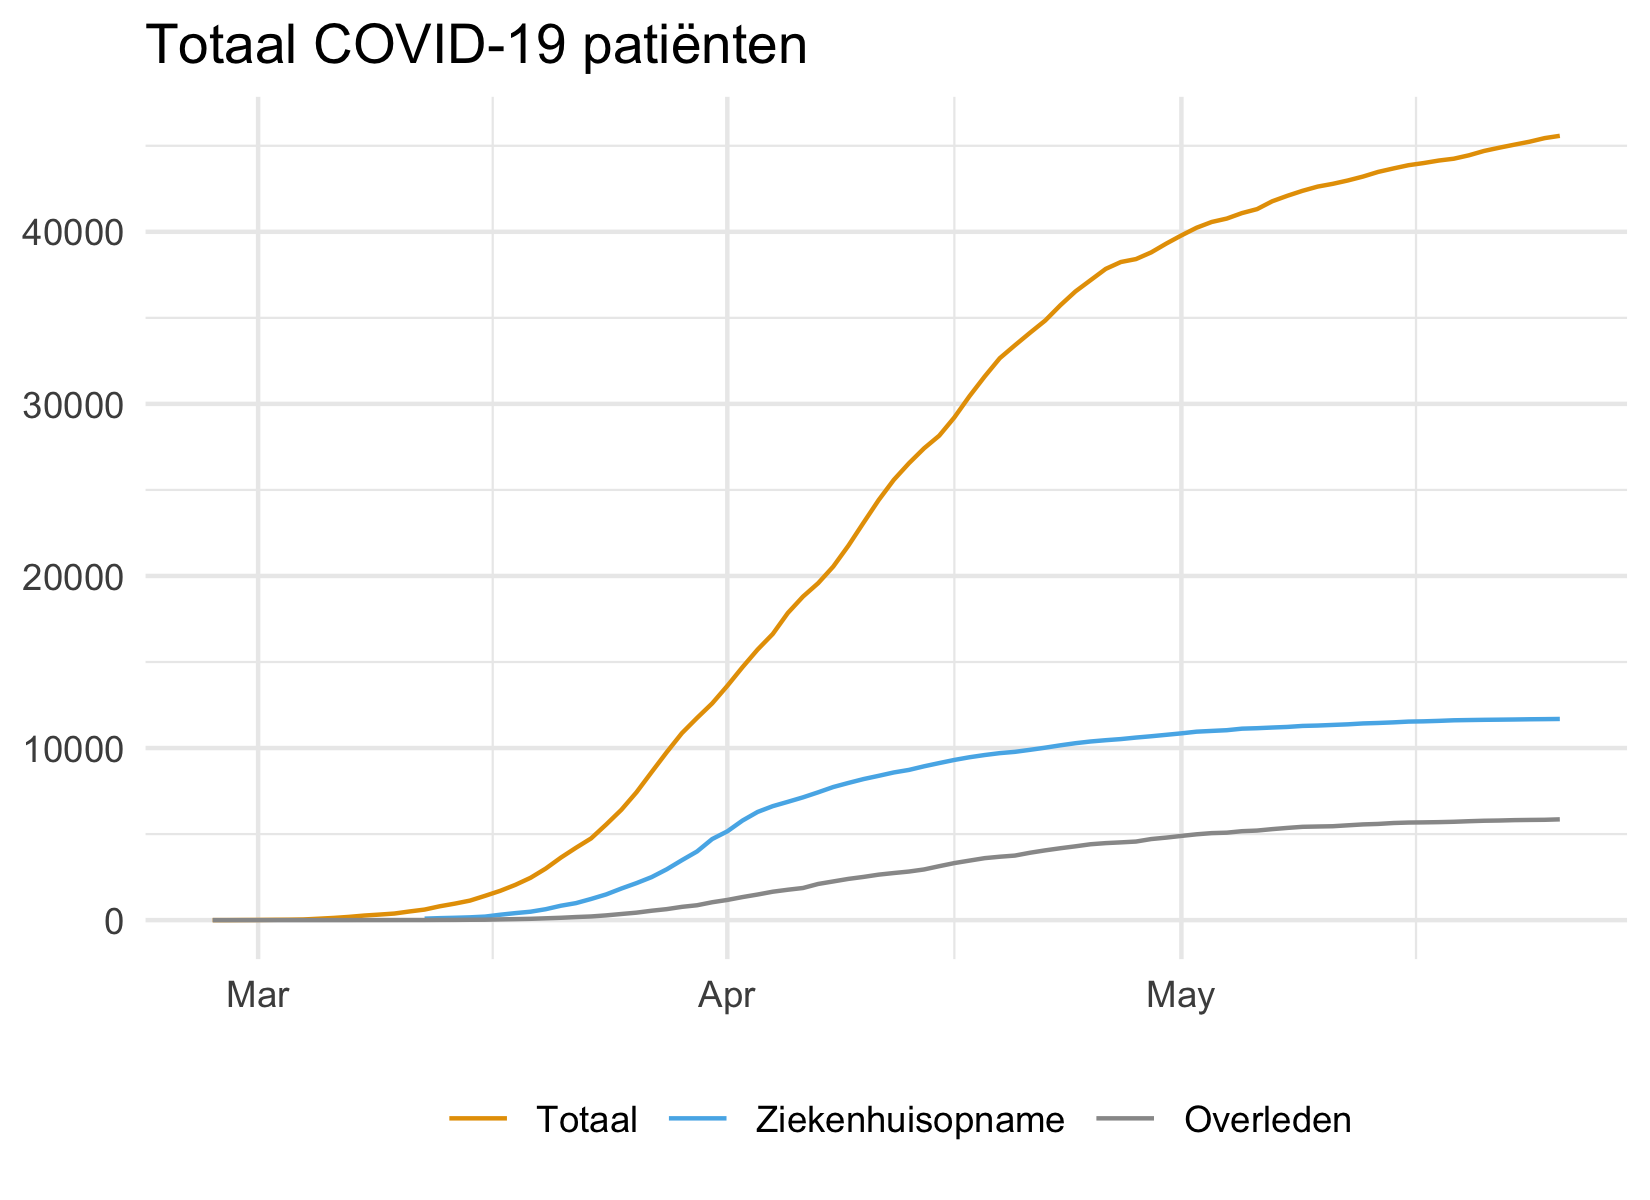 Totaal COVID-19 patiënten
40000
30000
20000
10000
0
Mar Apr May
Totaal Ziekenhuisopname Overleden